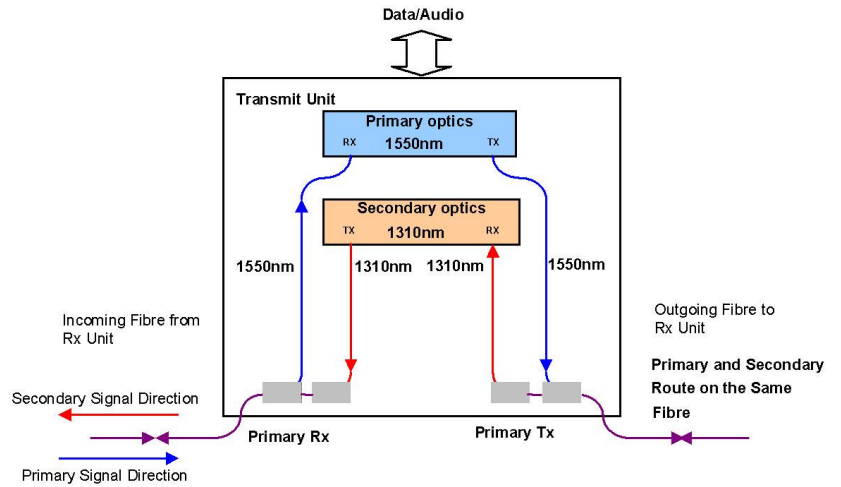 Data/Audio
Transmit Unit
Primary optics
RX 1550nm TX
Secondary optics
TX 1310nm RX
1550nm 1310nm 1310nm 1550nm
Incoming Fibre from
Rx Unit
Outgoing Fibre to
Rx Unit
Primary and Secondary
Route on the Same
Fibre
Secondary Signal Direction
Primary Rx
Primary Tx
Primary Signal Direction